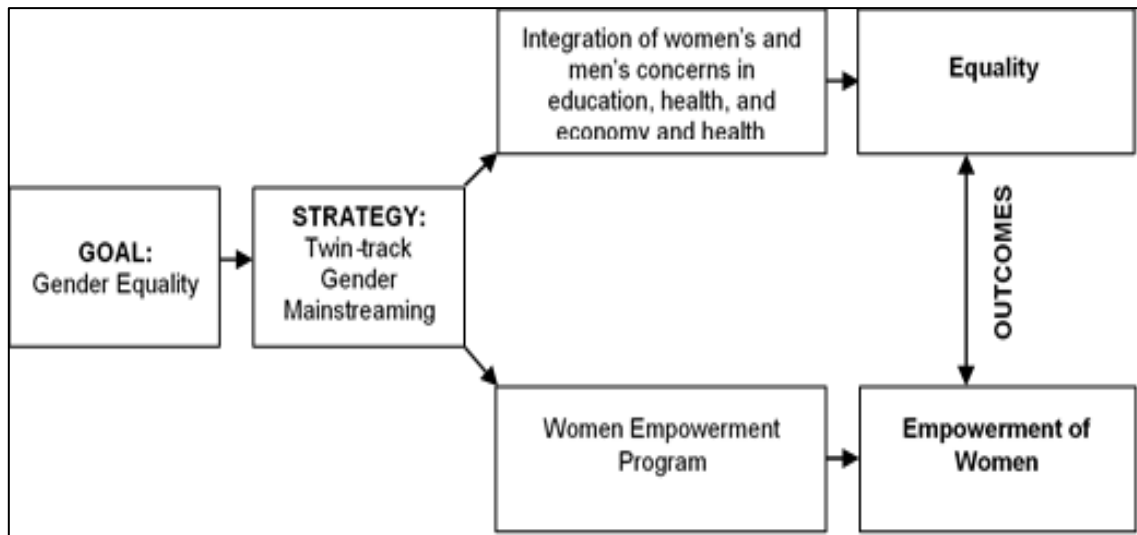 Integration of women's and
men's concerns in
education, health, and
economy and health
Equality
GOAL:
Gender Equality
STRATEGY:
Twin-track
Gender
Mainstreaming
OUTCOMES
Women Empowerment
Program
Empowerment of
Women